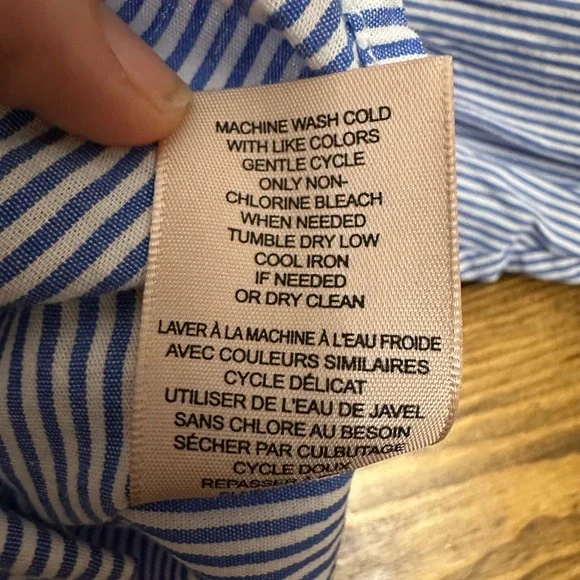 MACHINE WASH COLD
WITH LIKE COLORS
GENTLE CYCLE
ONLY NON-
CHLORINE BLEACH
WHEN NEEDED
TUMBLE DRY LOW
COOL IRON
IF NEEDED
OR DRY CLEAN
LAVER À LA MACHINE À L'EAU FROIDE
AVEC COULEURS SIMILAIRES
CYCLE DÉLICAT
UTILISER DE L'EAU DE JAVEL
SANS CHLORE AU BESOIN
SÉCHER PAR CULBUTAGE
CYCLE DOUX
REPASSER